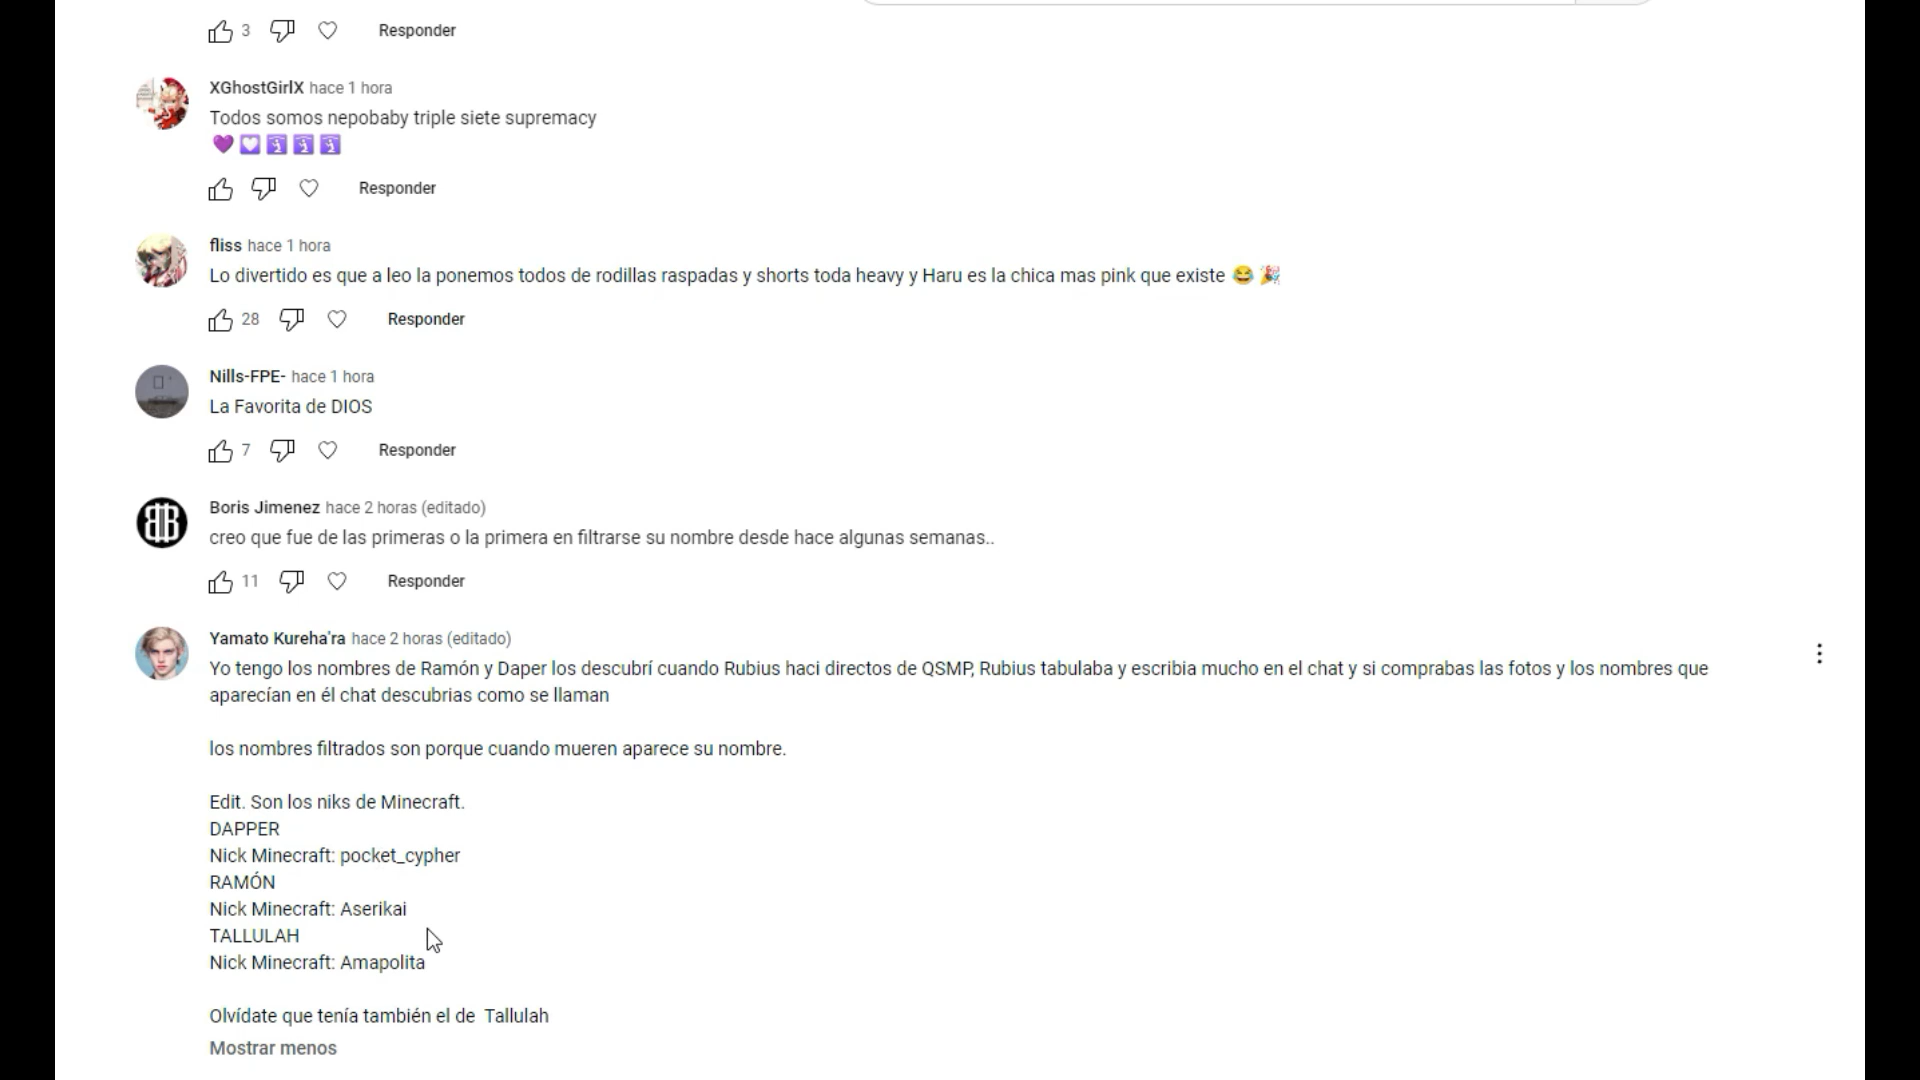 3 Responder
XGhostGirlX hace 1 hora
Todos somos nepobaby triple siete supremacy
💜💟🛐🛐🛐
Responder
fliss hace 1 hora
Lo divertido es que a leo la ponemos todos de rodillas raspadas y shorts toda heavy y Haru es la chica mas pink que existe 😂 🎉
28 Responder
Nills-FPE- hace 1 hora
La Favorita de DIOS
7 Responder
Boris Jimenez hace 2 horas (editado)
creo que fue de las primeras o la primera en filtrarse su nombre desde hace algunas semanas..
11 Responder
Yamato Kureha'ra hace 2 horas (editado)
Yo tengo los nombres de Ramón y Daper los descubrí cuando Rubius haci directos de QSMP, Rubius tabulaba y escribia mucho en el chat y si comprabas las fotos y los nombres que
aparecían en él chat descubrias como se llaman
los nombres filtrados son porque cuando mueren aparece su nombre.
Edit. Son los niks de Minecraft.
DAPPER
Nick Minecraft: pocket_cypher
RAMÓN
Nick Minecraft: Aserikai
TALLULAH
Nick Minecraft: Amapolita
Olvídate que tenía también el de Tallulah
Mostrar menos